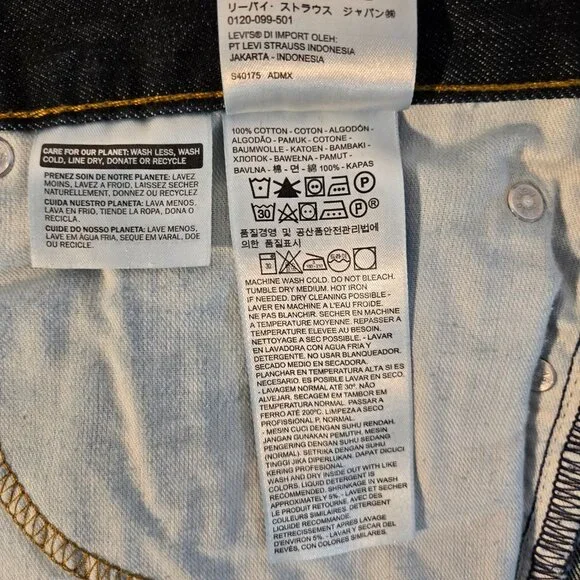 リーバイ・ストラウス ジャパン㈱
0120-099-501
LEVI'S® DI IMPORT OLEH:
PT LEVI STRAUSS INDONESIA
JAKARTA - INDONESIA
S40175 ADMX
CARE FOR OUR PLANET: WASH LESS, WASH
COLD, LINE DRY, DONATE OR RECYCLE
PRENEZ SOIN DE NOTRE PLANETE: LAVEZ
MOINS, LAVEZ A FROID, LAISSEZ SECHER
NATURELLEMENT, DONNEZ OU RECYCLEZ
CUIDA NUESTRO PLANETA: LAVA MENOS,
LAVA EN FRIO, TIENDE LA ROPA, DONA O
RECICLA.
CUIDE DO NOSSO PLANETA: LAVE MENOS,
LAVE EM ÁGUA FRIA, SEQUE EM VARAL, DOE
OU RECICLE.
100% COTTON - COTON - ALGODÓN -
ALGODÃO - PAMUK - COTONE -
BAUMWOLLE - KATOEN - BAMBAKI -
ХЛОПОК - BAWEŁNA - PAMUT -
BAVLNA - 棉 - 면 - 綿 100% - KAPAS
P
30 P ®
품질경영 및 공산품안전관리법에
의한 품질표시
MACHINE WASH COLD. DO NOT BLEACH.
TUMBLE DRY MEDIUM. HOT IRON
IF NEEDED. DRY CLEANING POSSIBLE -
LAVER EN MACHINE A L'EAU FROIDE.
NE PAS BLANCHIR. SECHER EN MACHINE
A TEMPERATURE MOYENNE. REPASSER A
TEMPERATURE ELEVEE AU BESOIN.
NETTOYAGE A SEC POSSIBLE. - LAVAR
EN LAVADORA CON AGUA FRIA Y
DETERGENTE. NO USAR BLANQUEADOR.
SECADO MEDIO EN SECADORA.
PLANCHAR EN TEMPERATURA ALTA SI ES
NECESARIO. ES POSIBLE LAVAR EN SECO.
- LAVAGEM NORMAL ATÉ 30º. NÃO
ALVEJAR. SECAGEM EM TAMBOR EM
TEMPERATURA NORMAL. PASSAR A
FERRO ATÉ 200ºC. LIMPEZA A SECO
PROFISSIONAL P, NORMAL.
- MESIN CUCI DENGAN SUHU RENDAH.
JANGAN GUNAKAN PEMUTIH. MESIN
PENGERING DENGAN SUHU SEDANG
(NORMAL). SETRIKA DENGAN SUHU
TINGGI JIKA DIPERLUKAN. DAPAT DICUCI
KERING PROFESSIONAL
WASH AND DRY INSIDE OUT WITH LIKE
COLORS. LIQUID DETERGENT IS
RECOMMENDED. SHRINKAGE IN WASH
APPROXIMATELY 5%. - LAVER ET SECHER
LE PRODUIT RETOURNE, AVEC DES
COULEURS SIMILAIRES. DETERGENT
LIQUIDE RECOMMANDE.
RETRECISSEMENT APRES LAVAGE
D'ENVIRON 5%. - LAVAR Y SECAR DEL
REVÉS, CON COLORES SIMILARES.